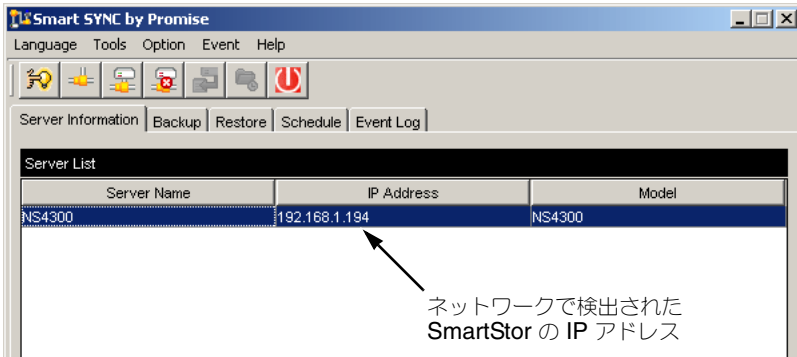 Smart SYNC by Promise
Language Tools Option Event Help
Server Information Backup Restore Schedule Event Log
Server List
Server Name IP Address Model
NS4300 192.168.1.194 NS4300
ネットワークで検出された
SmartStor の IP アドレス